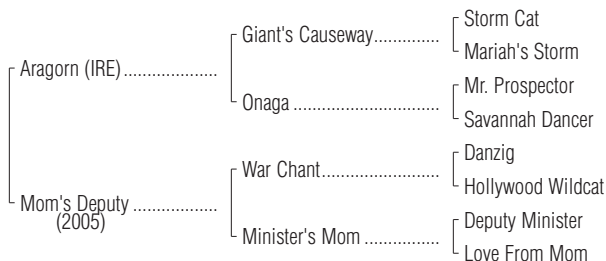 Storm Cat
Giant's Causeway
Mariah's Storm
Aragorn (IRE)
Mr. Prospector
Onaga
Savannah Dancer
Danzig
War Chant
Hollywood Wildcat
Mom's Deputy
(2005)
Deputy Minister
Minister's Mom
Love From Mom